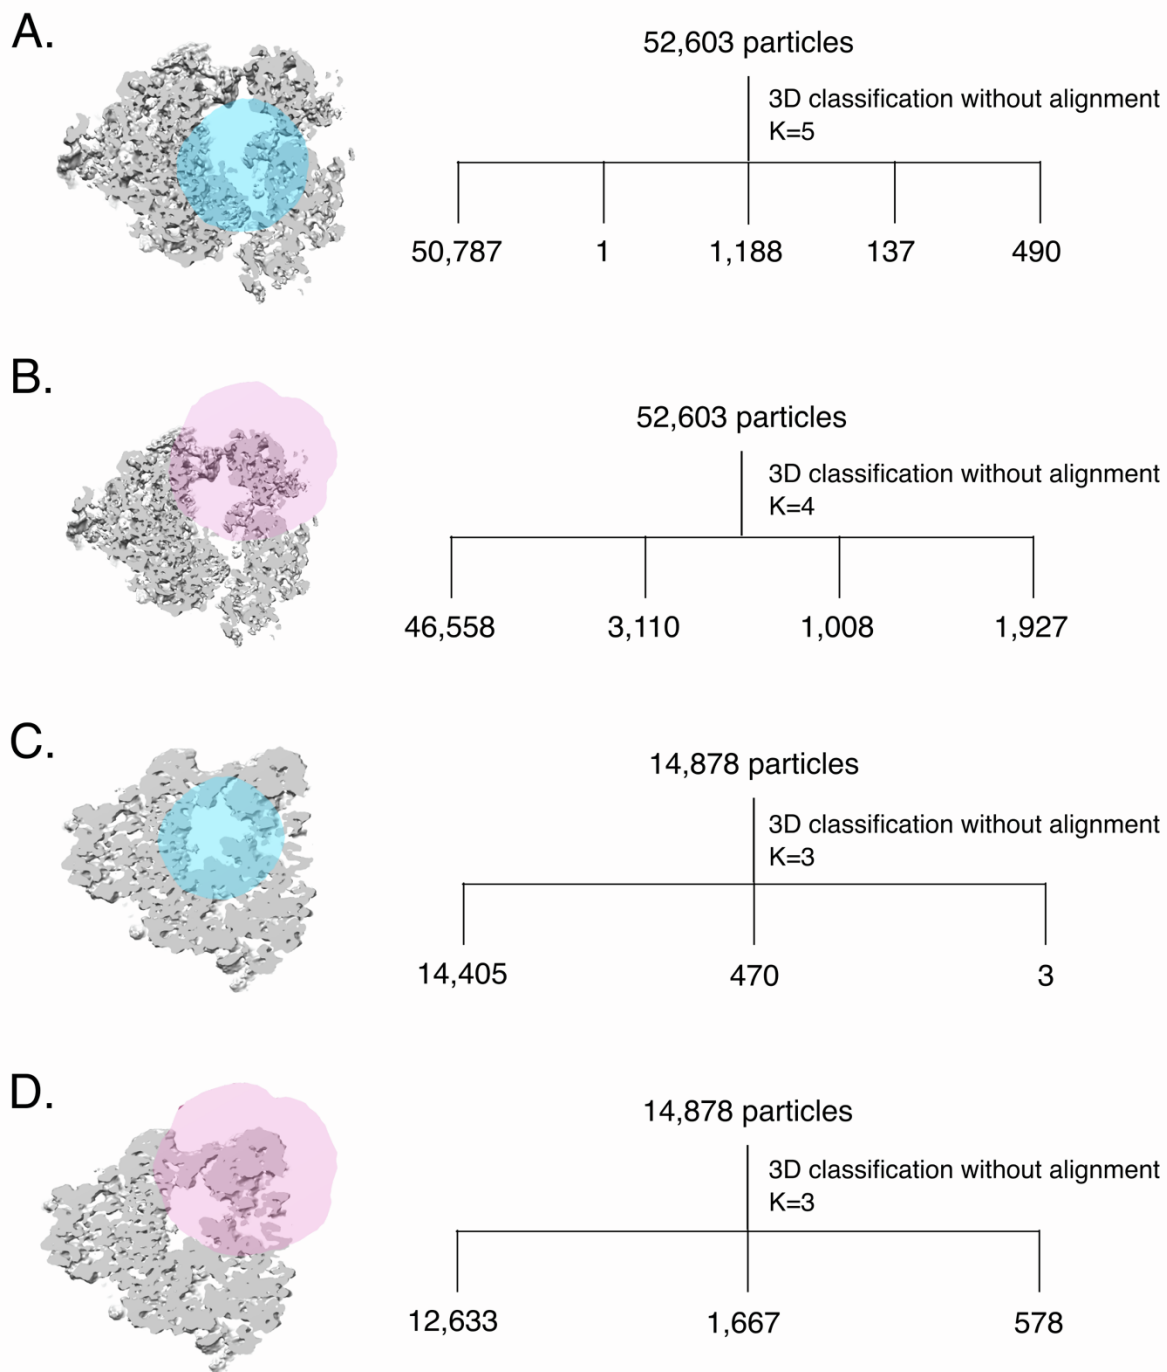 A.
52,603 particles
3D classification without alignment
K=5
50,787 1 1,188 137 490
B.
52,603 particles
3D classification without alignment
K=4
46,558 3,110 1,008 1,927
C.
14,878 particles
3D classification without alignment
K=3
14,405 470 3
D.
14,878 particles
3D classification without alignment
K=3
12,633 1,667 578